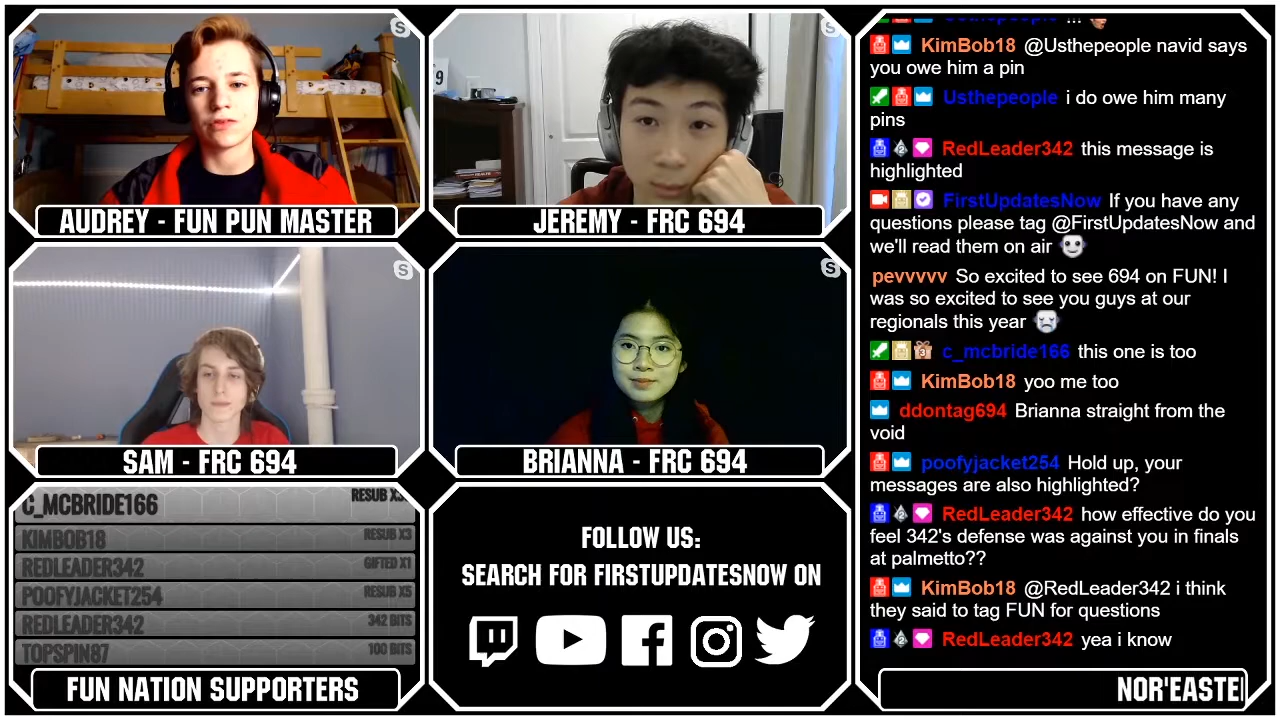 AUDREY - FUN PUN MASTER
JEREMY - FRC 694
SAM - FRC 694
BRIANNA - FRC 694
C_MCBRIDE166
KIMBOB18 RESUB X3
REDLEADER342 GIFTED X1
POOFYJACKET254 RESUB X5
REDLEADER342 342 BITS
TOPSPIN87 100 BITS
FUN NATION SUPPORTERS
FOLLOW US:
SEARCH FOR FIRSTUPDATESNOW ON
KimBob18 @Usthepeople navid says
you owe him a pin
Usthepeople i do owe him many
pins
RedLeader342 this message is
highlighted
FirstUpdatesNow If you have any
questions please tag @FirstUpdatesNow and
we'll read them on air
pevvvvv So excited to see 694 on FUN! I
was so excited to see you guys at our
regionals this year
c_mcbride166 this one is too
KimBob18 yoo me too
ddontag694 Brianna straight from the
void
poofyjacket254 Hold up, your
messages are also highlighted?
RedLeader342 how effective do you
feel 342's defense was against you in finals
at palmetto??
KimBob18 @RedLeader342 i think
they said to tag FUN for questions
RedLeader342 yea i know
NOR'EASTE